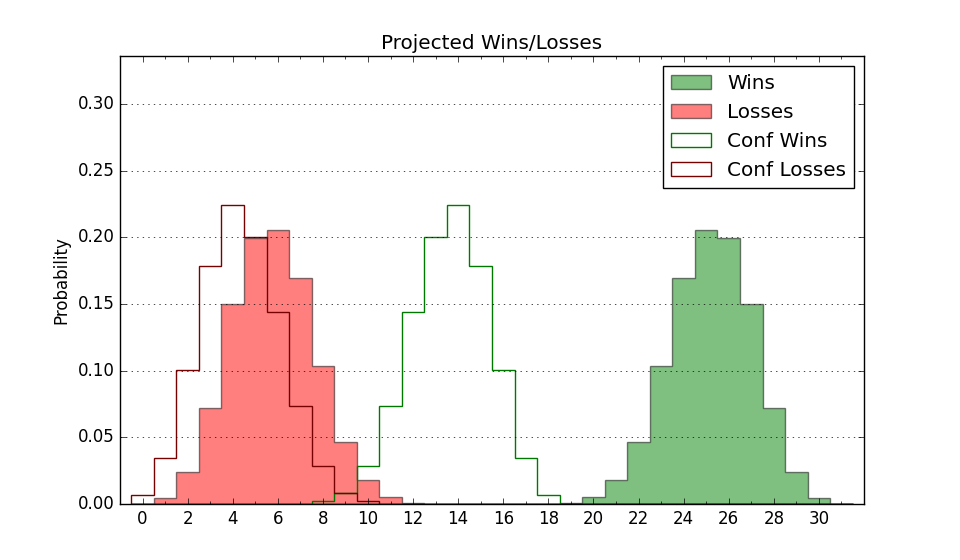 Projected Wins/Losses
Wins
Losses
Conf Wins
Conf Losses
Probability
0.30
0.25
0.20
0.15
0.10
0.05
0.00
0 2 4 6 8 10 12 14 16 18 20 22 24 26 28 30